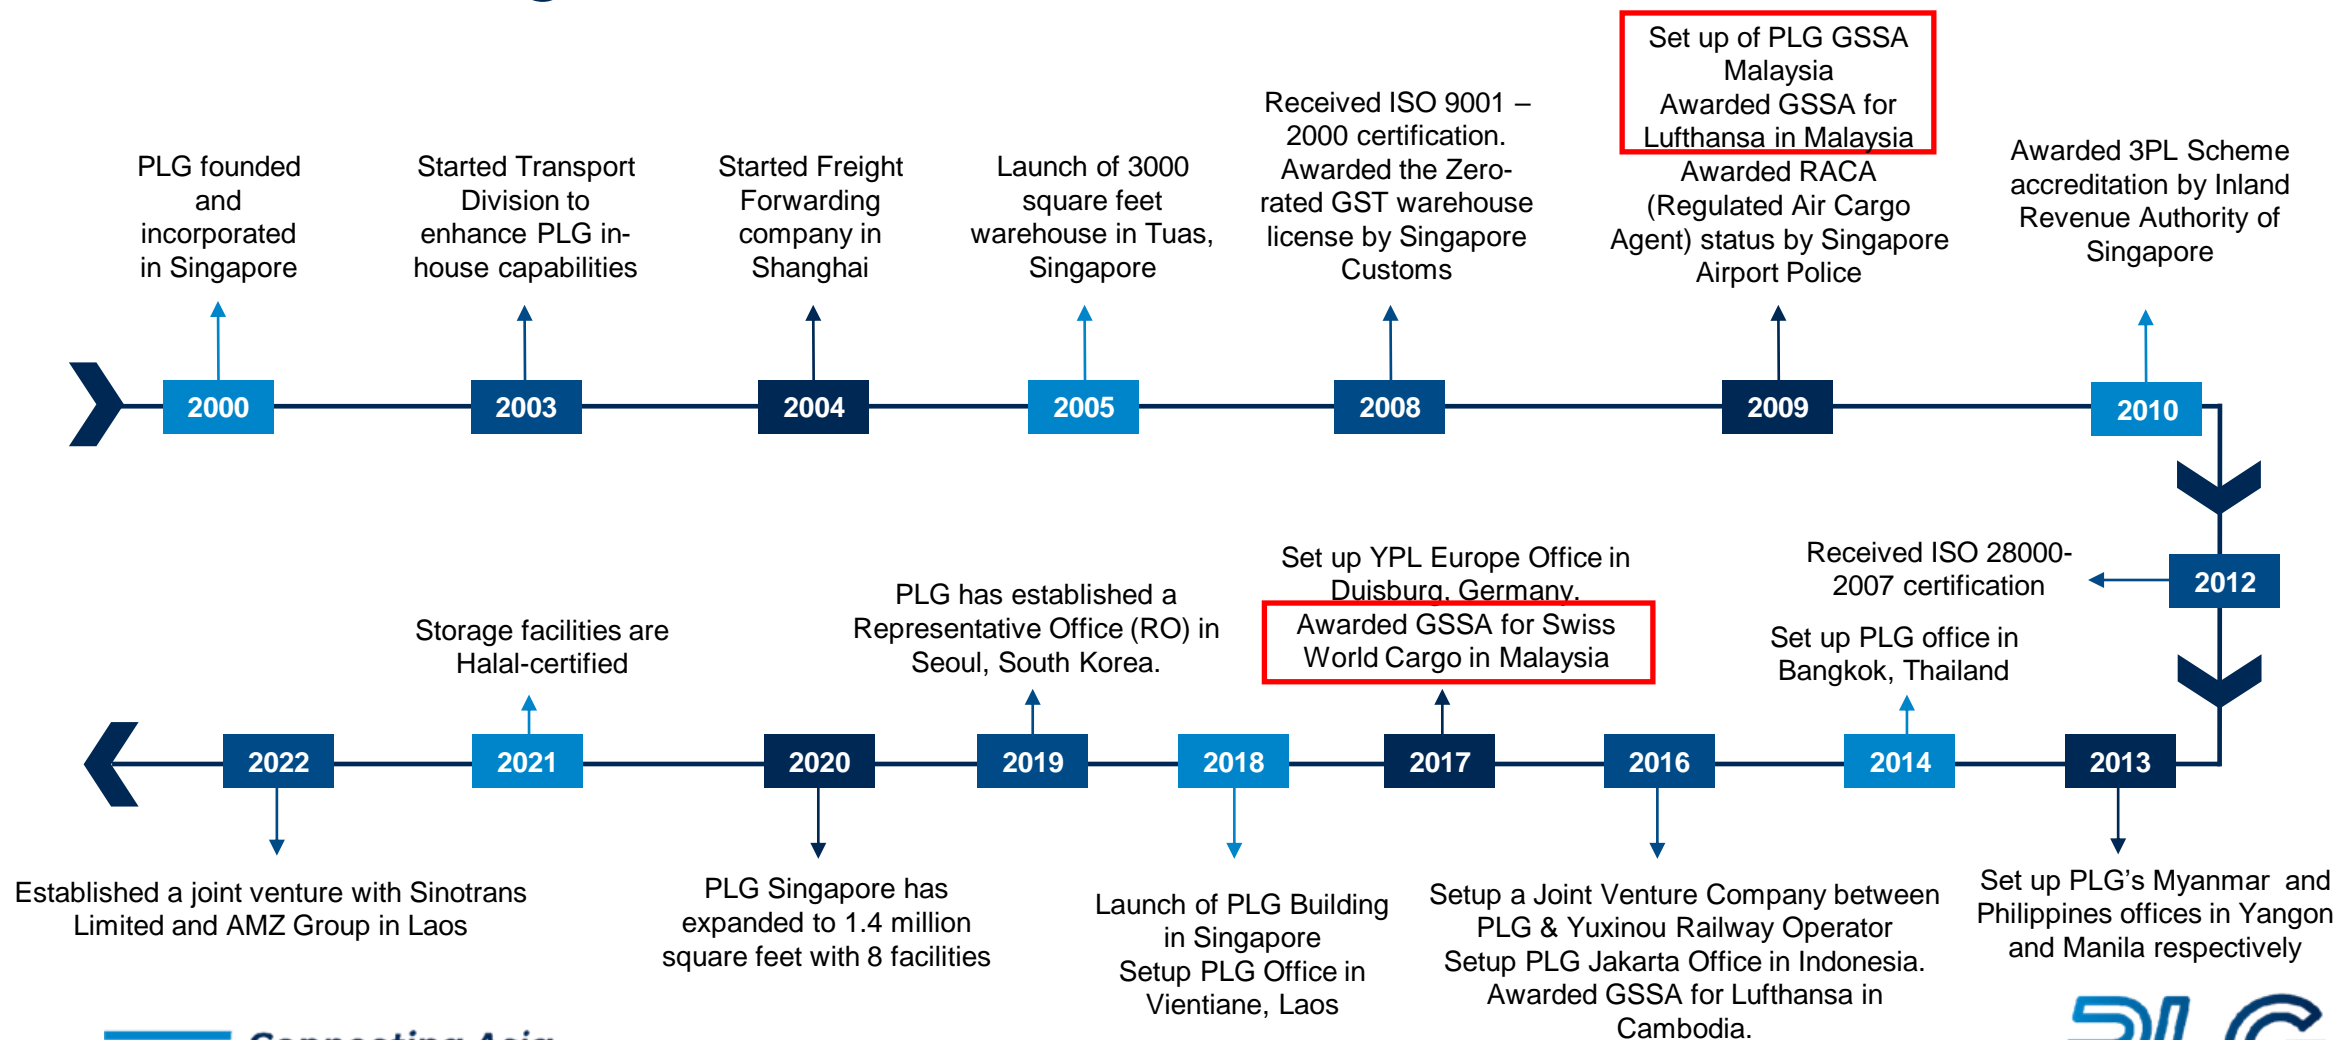 PLG founded
and
incorporated
in Singapore
Started Transport
Division to
enhance PLG in-
house capabilities
Started Freight
Forwarding
company in
Shanghai
Launch of 3000
square feet
warehouse in Tuas,
Singapore
Received ISO 9001 –
2000 certification.
Awarded the Zero-
rated GST warehouse
license by Singapore
Customs
Set up of PLG GSSA
Malaysia
Awarded GSSA for
Lufthansa in Malaysia
Awarded RACA
(Regulated Air Cargo
Agent) status by Singapore
Airport Police
Awarded 3PL Scheme
accreditation by Inland
Revenue Authority of
Singapore
2000
2003
2004
2005
2008
2009
2010
Received ISO 28000-
2007 certification
2012
Set up PLG office in
Bangkok, Thailand
Set up YPL Europe Office in
Duisburg, Germany.
Awarded GSSA for Swiss
World Cargo in Malaysia
PLG has established a
Representative Office (RO) in
Seoul, South Korea.
Storage facilities are
Halal-certified
2022
2021
2020
2019
2018
2017
2016
2014
2013
Established a joint venture with Sinotrans
Limited and AMZ Group in Laos
PLG Singapore has
expanded to 1.4 million
square feet with 8 facilities
Launch of PLG Building
in Singapore
Setup PLG Office in
Vientiane, Laos
Setup a Joint Venture Company between
PLG & Yuxinou Railway Operator
Setup PLG Jakarta Office in Indonesia.
Awarded GSSA for Lufthansa in
Cambodia.
Set up PLG’s Myanmar and
Philippines offices in Yangon
and Manila respectively
Connecting Asia
PLG